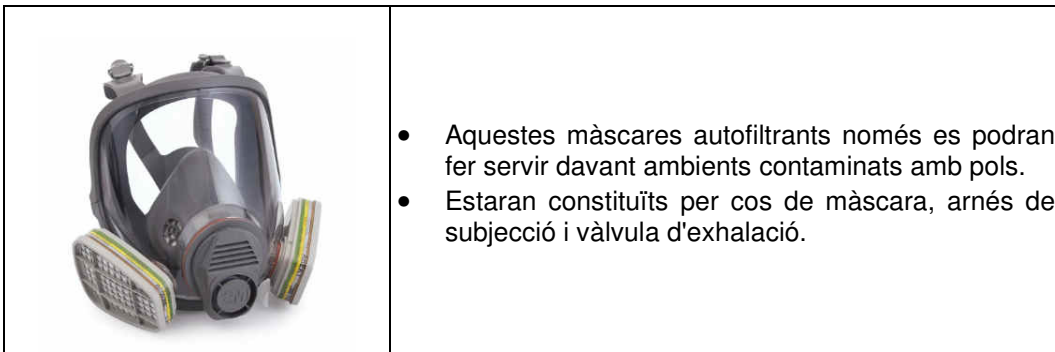 • Aquestes màscares autofiltrants només es podran
fer servir davant ambients contaminats amb pols.
• Estaran constituïts per cos de màscara, arnés de
subjecció i vàlvula d'exhalació.
3M